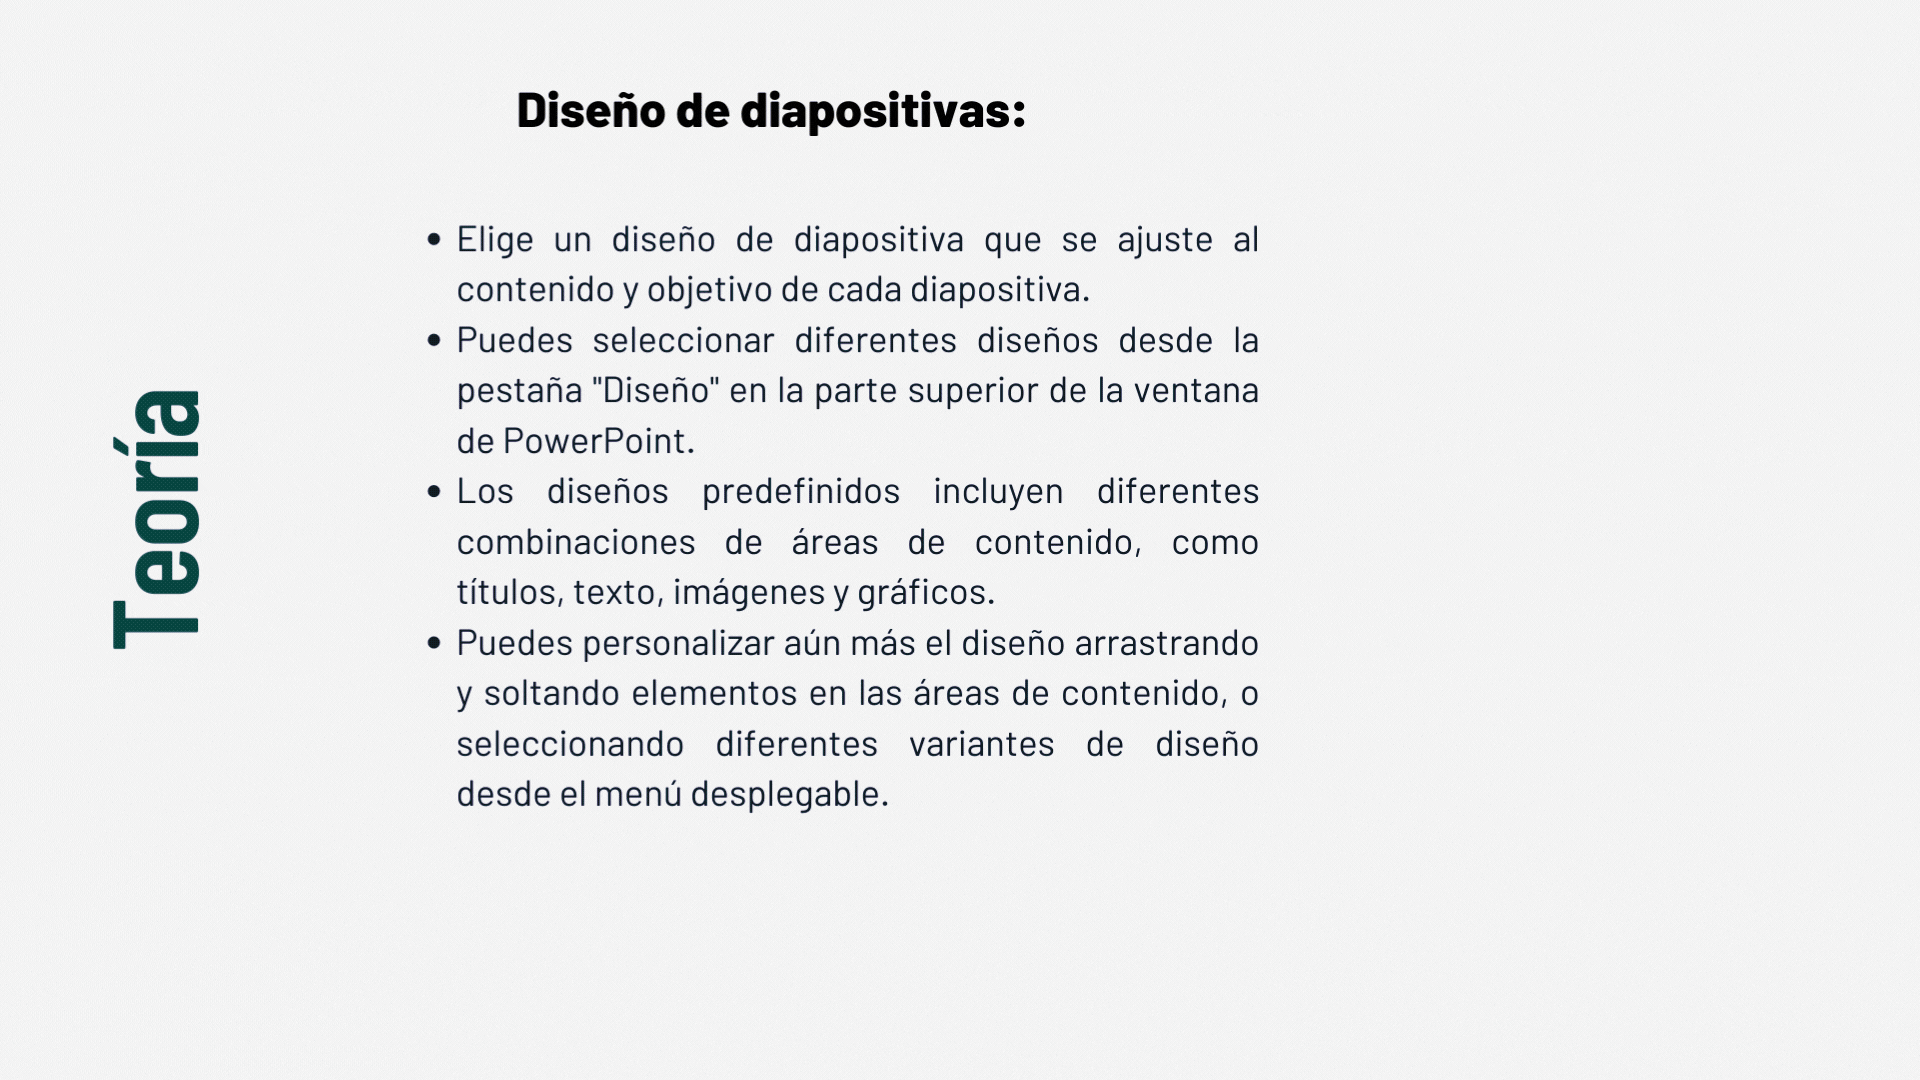 Diseño de diapositivas:
Teoría
• Elige un diseño de diapositiva que se ajuste al
contenido y objetivo de cada diapositiva.
• Puedes seleccionar diferentes diseños desde la
pestaña "Diseño" en la parte superior de la ventana
de PowerPoint.
• Los diseños predefinidos incluyen diferentes
combinaciones de áreas de contenido, como
títulos, texto, imágenes y gráficos.
• Puedes personalizar aún más el diseño arrastrando
y soltando elementos en las áreas de contenido, o
seleccionando diferentes variantes de diseño
desde el menú desplegable.